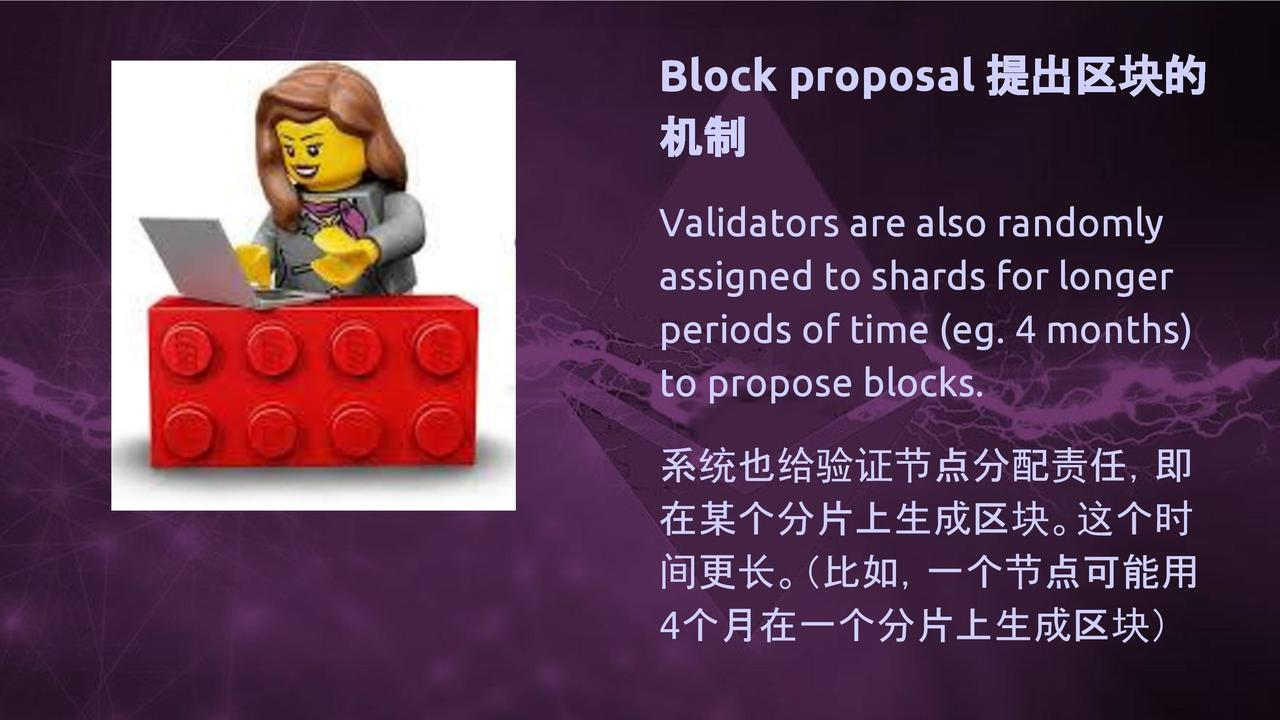 Block proposal 提出区块的
机制
Validators are also randomly
assigned to shards for longer
periods of time (eg. 4 months)
to propose blocks.
系统也给验证节点分配责任，即
在某个分片上生成区块。这个时
间更长。（比如，一个节点可能用
4个月在一个分片上生成区块）